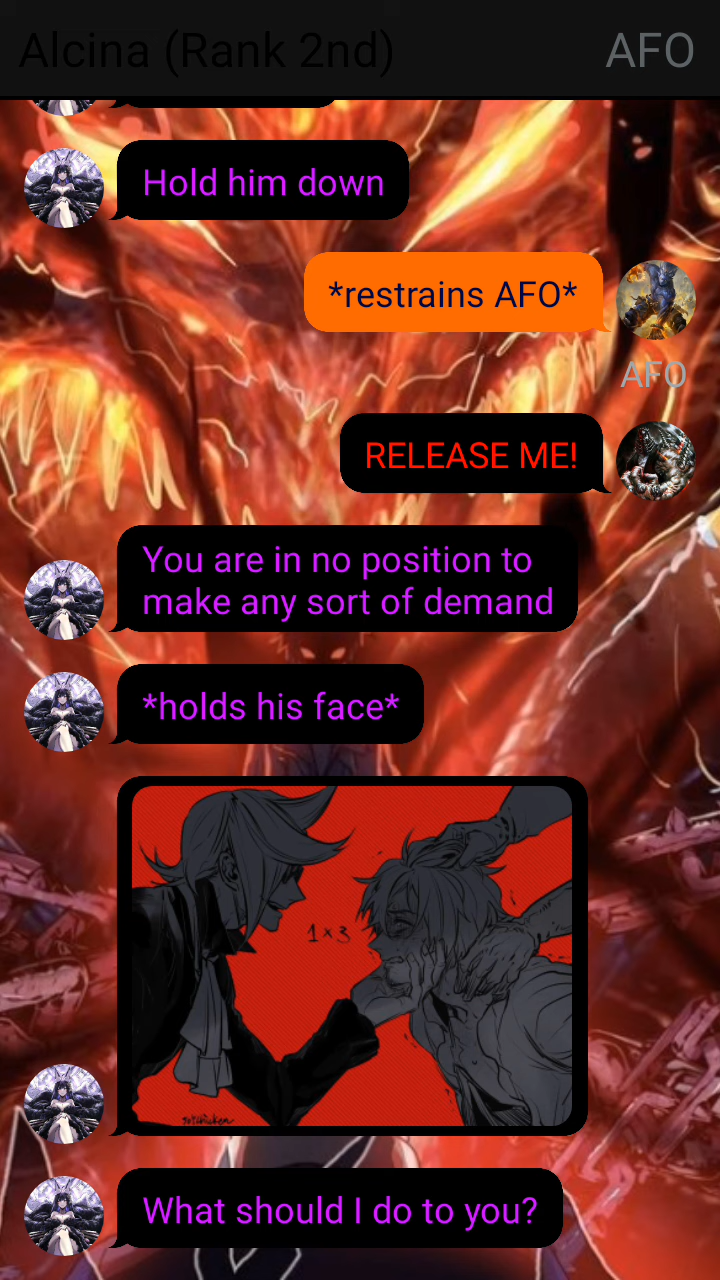 Alcina (Rank 2nd)
AFO
Hold him down
*restrains AFO*
AFO
RELEASE ME!
You are in no position to
make any sort of demand
*holds his face*
1×3
What should I do to you?